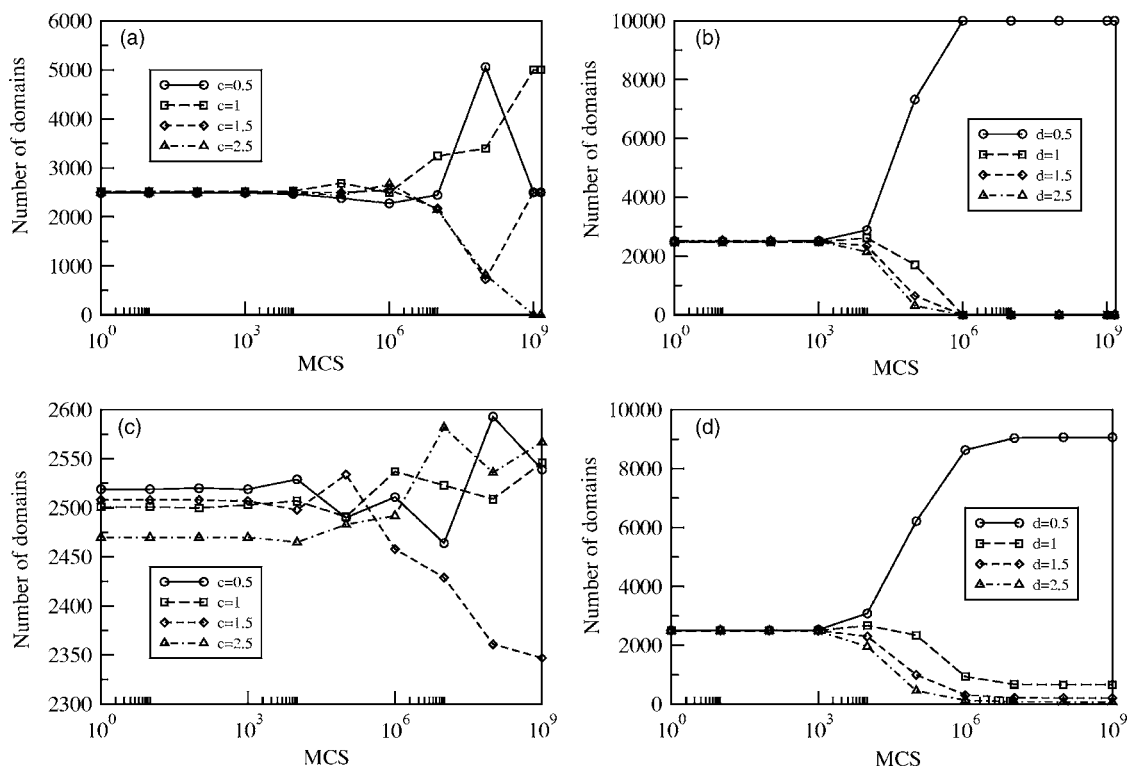 (a)
Number of domains
6000
5000
4000
3000
2000
1000
0
c=0.5
c=1
c=1.5
c=2.5
10^0
10^3
10^6
10^9
MCS
(b)
Number of domains
10000
8000
6000
4000
2000
0
d=0.5
d=1
d=1.5
d=2.5
10^0
10^3
10^6
10^9
MCS
(c)
Number of domains
2600
2550
2500
2450
2400
2350
2300
c=0.5
c=1
c=1.5
c=2.5
10^0
10^3
10^6
10^9
MCS
(d)
Number of domains
10000
8000
6000
4000
2000
0
d=0.5
d=1
d=1.5
d=2.5
10^0
10^3
10^6
10^9
MCS